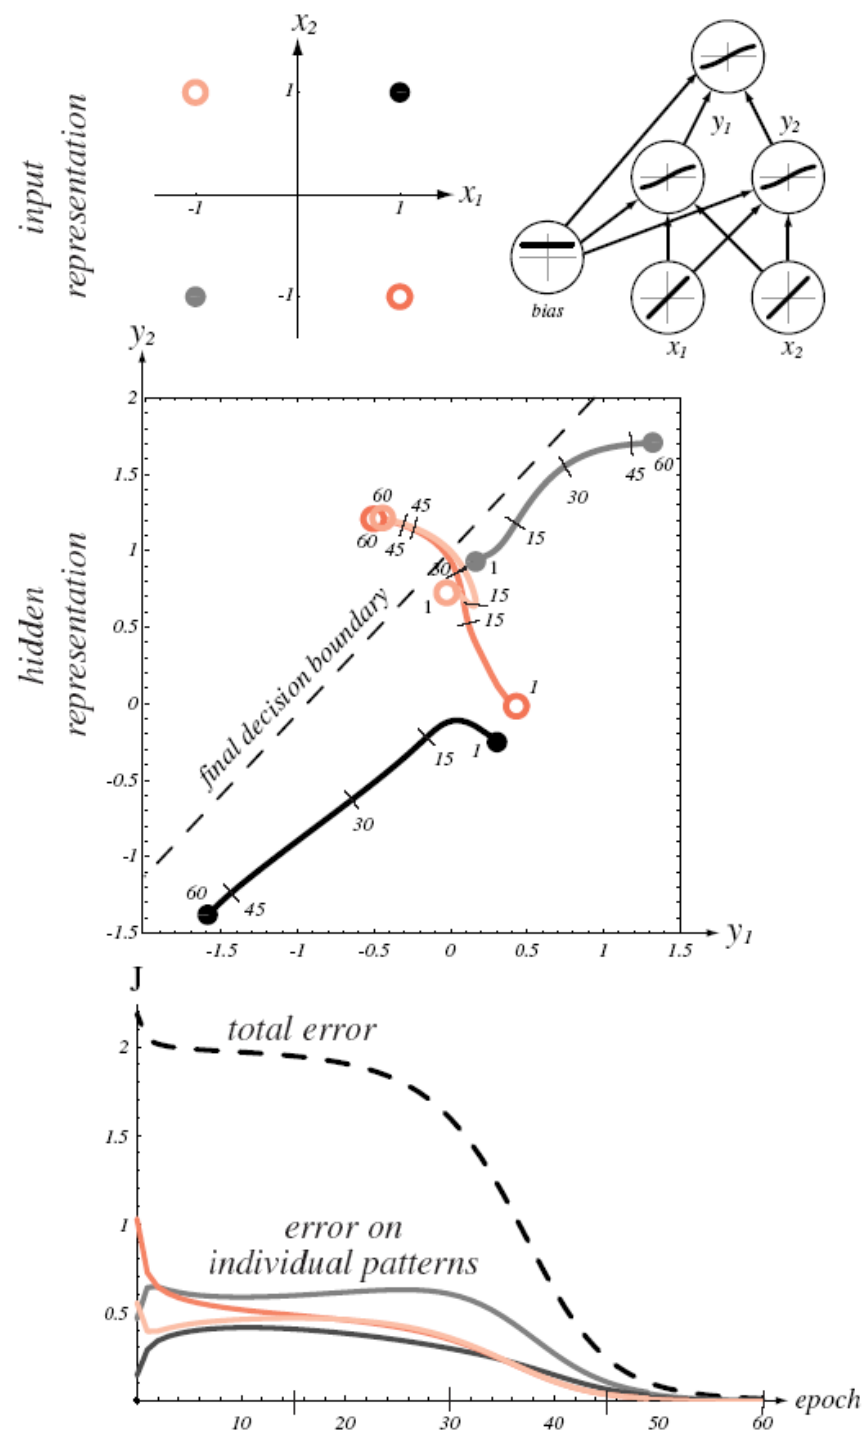 x2
1
-1
1
x1
-1
input
representation
y1
y2
bias
x1
x2
y2
2
1.5
1
0.5
0
-0.5
-1
-1.5
-1.5
-1
-0.5
0
0.5
1
1.5
y1
hidden
representation
final decision boundary
60
45
60
45
30
1
15
15
1
1
15
30
45
60
1
15
30
45
60
J
total error
2
1.5
1
0.5
error on
individual patterns
10
20
30
40
50
60
epoch